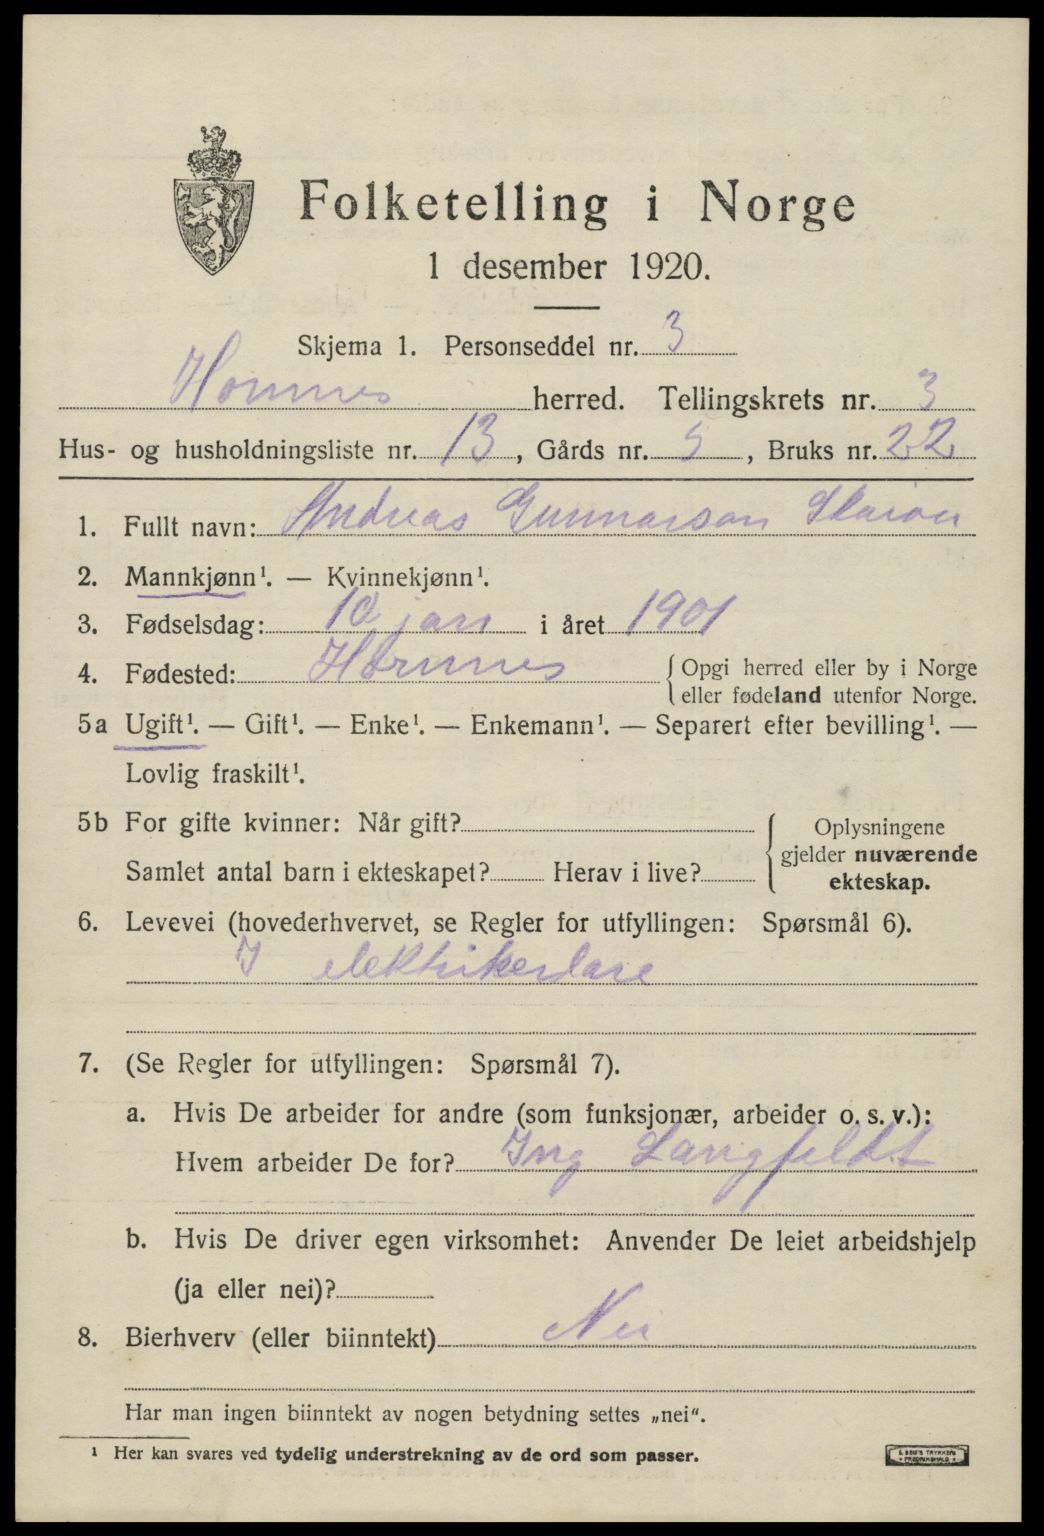 Folketelling i Norge
1 desember 1920.
Skjema 1. Personseddel nr. 3
Hornnes herred. Tellingskrets nr. 3
Hus- og husholdningsliste nr. 13, Gårds nr. 5, Bruks nr. 22
1. Fullt navn: Andreas Gunnarson
2. Mannkjønn¹. — Kvinnekjønn¹.
3. Fødselsdag: 10 jan i året 1901
4. Fødested: Hornnes {Opgi herred eller by i Norge
eller fødeland utenfor Norge.
5a Ugift¹. — Gift¹. — Enke¹. — Enkemann¹. — Separert efter bevilling¹. —
Lovlig fraskilt¹.
5b For gifte kvinner: Når gift?
Samlet antal barn i ekteskapet? Herav i live?
{Oplysningene
gjelder nuværende
ekteskap.
6. Levevei (hovederhvervet, se Regler for utfyllingen: Spørsmål 6).
I elektrikerlære
7. (Se Regler for utfyllingen: Spørsmål 7).
a. Hvis De arbeider for andre (som funksjonær, arbeider o. s. v.):
Hvem arbeider De for? Ing Langfeldt
b. Hvis De driver egen virksomhet: Anvender De leiet arbeidshjelp
(ja eller nei)?
8. Bierhverv (eller biinntekt) Nei
Har man ingen biinntekt av nogen betydning settes „nei".
¹ Her kan svares ved tydelig understrekning av de ord som passer.